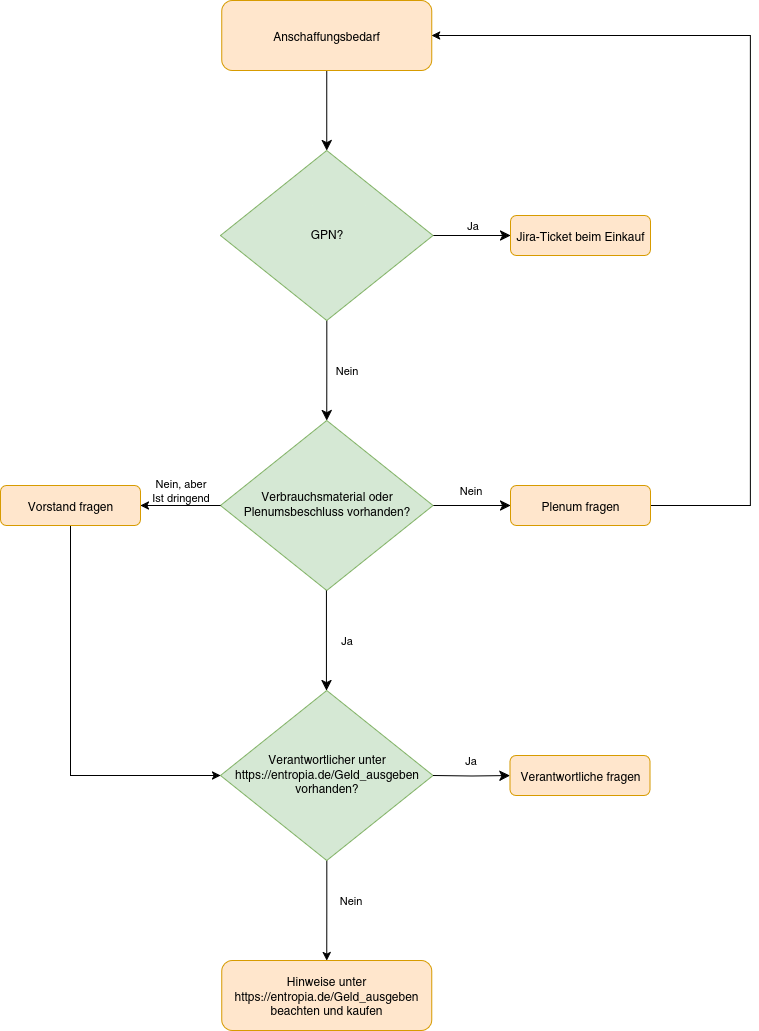 Anschaffungsbedarf
GPN?
Ja
Jira-Ticket beim Einkauf
Nein
Nein, aber
Ist dringend
Vorstand fragen
Verbrauchsmaterial oder
Plenumsbeschluss vorhanden?
Nein
Plenum fragen
Ja
Verantwortlicher unter
https://entropia.de/Geld_ausgeben
vorhanden?
Ja
Verantwortliche fragen
Nein
Hinweise unter
https://entropia.de/Geld_ausgeben
beachten und kaufen